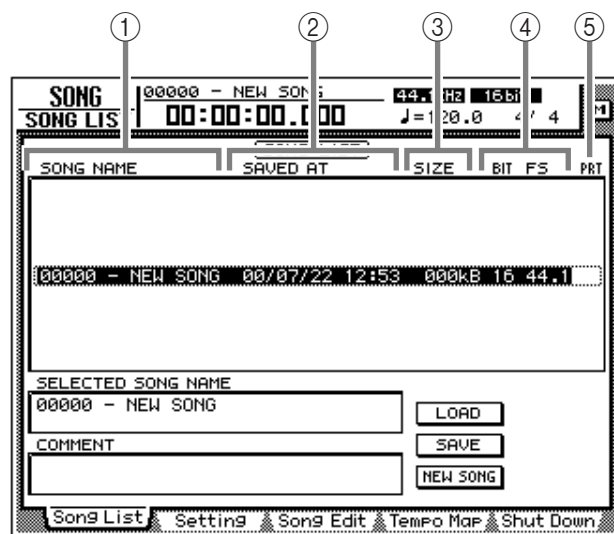 ① ② ③ ④ ⑤
SONG 00000 - NEW SONG 44.1kHz 16bit
SONG LIST 00:00:00.000 ♩=120.0 4/ 4
SONG NAME SAVED AT SIZE BIT FS PRT
00000 - NEW SONG 00/07/22 12:53 000kB 16 44.1
SELECTED SONG NAME
00000 - NEW SONG
LOAD
COMMENT
SAVE
NEW SONG
Song List Setting Song Edit Tempo Map Shut Down